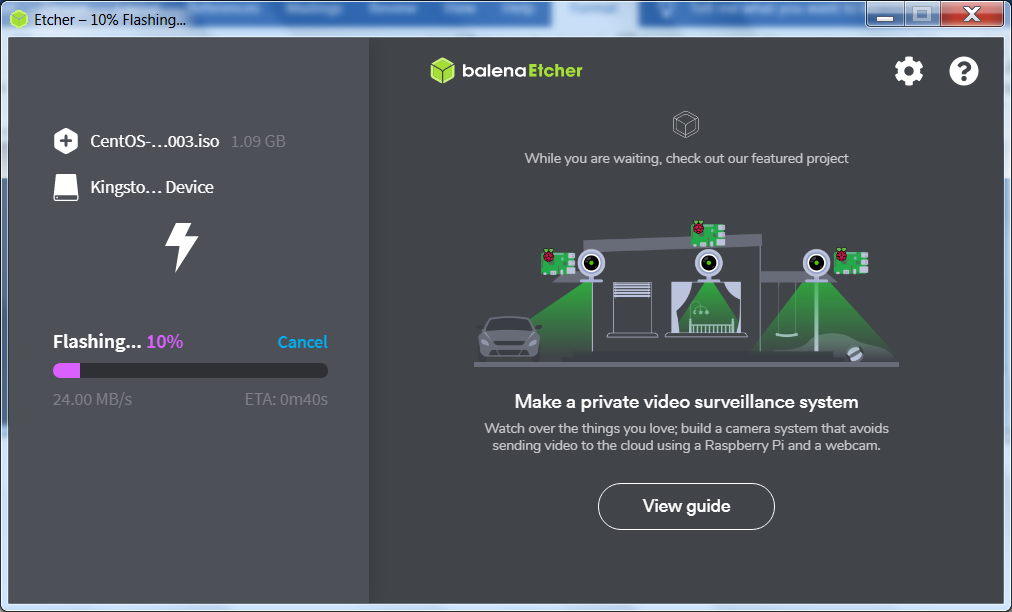 Etcher – 10% Flashing...
balenaEtcher
CentOS-...003.iso 1.09 GB
Kingsto... Device
Flashing... 10% Cancel
24.00 MB/s ETA: 0m40s
While you are waiting, check out our featured project
Make a private video surveillance system
Watch over the things you love; build a camera system that avoids
sending video to the cloud using a Raspberry Pi and a webcam.
View guide